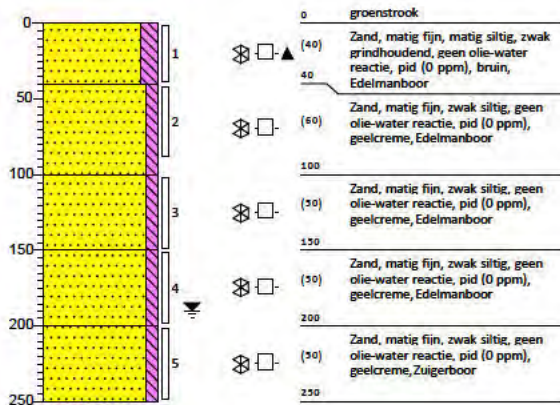 0
50
100
150
200
250
1
2
3
4
5
0 groenstrook
(40) Zand, matig fijn, matig siltig, zwak
grindhoudend, geen olie-water
reactie, pid (0 ppm), bruin,
40 Edelmanboor
(60) Zand, matig fijn, zwak siltig, geen
olie-water reactie, pid (0 ppm),
geelcreme, Edelmanboor
100
(50) Zand, matig fijn, zwak siltig, geen
olie-water reactie, pid (0 ppm),
geelcreme, Edelmanboor
150
(50) Zand, matig fijn, zwak siltig, geen
olie-water reactie, pid (0 ppm),
geelcreme, Edelmanboor
200
(50) Zand, matig fijn, zwak siltig, geen
olie-water reactie, pid (0 ppm),
geelcreme, Zuigerboor
250